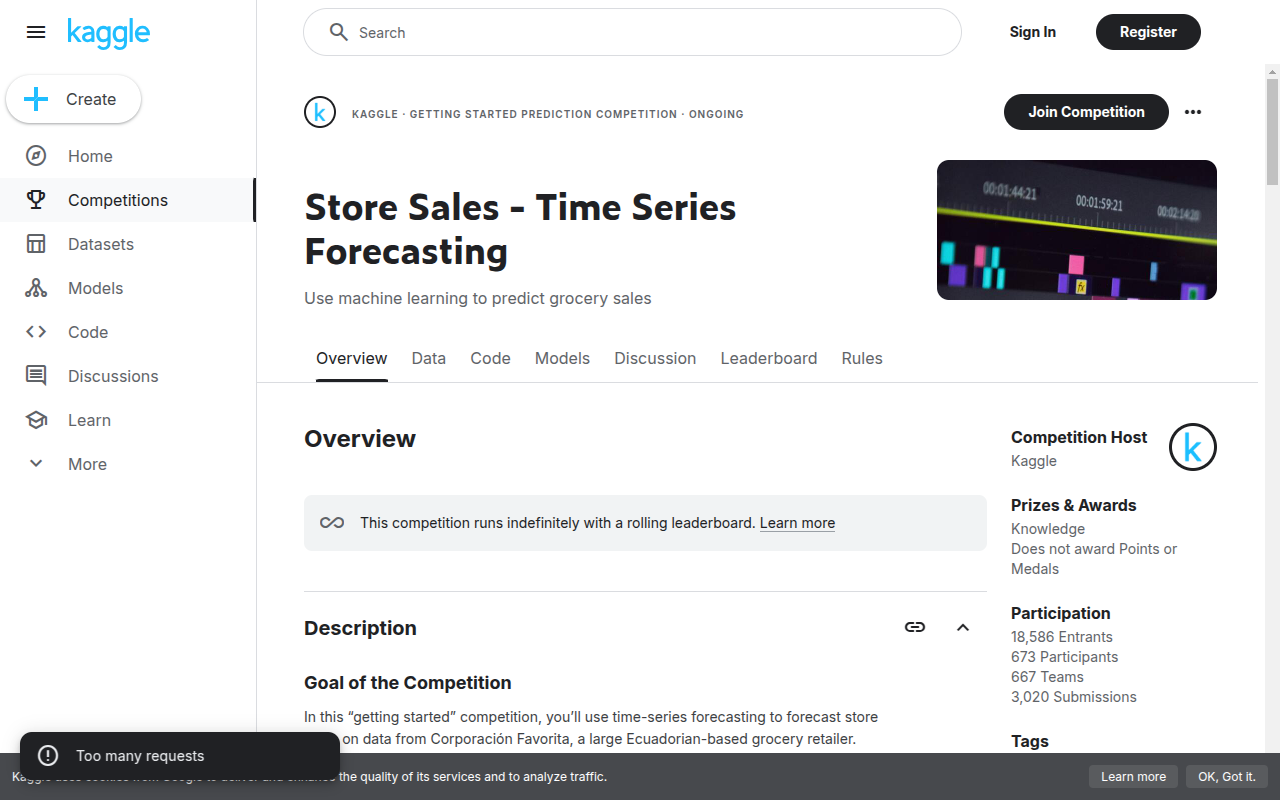 kaggle
Search
Sign In
Register
Create
Home
Competitions
Datasets
Models
Code
Discussions
Learn
More
k
KAGGLE · GETTING STARTED PREDICTION COMPETITION · ONGOING
Join Competition
Store Sales - Time Series
Forecasting
Use machine learning to predict grocery sales
00:01:44:21
00:01:59:21
00:02:14:20
fx
Overview
Data
Code
Models
Discussion
Leaderboard
Rules
Overview
This competition runs indefinitely with a rolling leaderboard. Learn more
Description
Goal of the Competition
In this “getting started” competition, you’ll use time-series forecasting to forecast store
on data from Corporación Favorita, a large Ecuadorian-based grocery retailer.
Competition Host
Kaggle
k
Prizes & Awards
Knowledge
Does not award Points or
Medals
Participation
18,586 Entrants
673 Participants
667 Teams
3,020 Submissions
Tags
Too many requests
the quality of its services and to analyze traffic.
Learn more
OK, Got it.